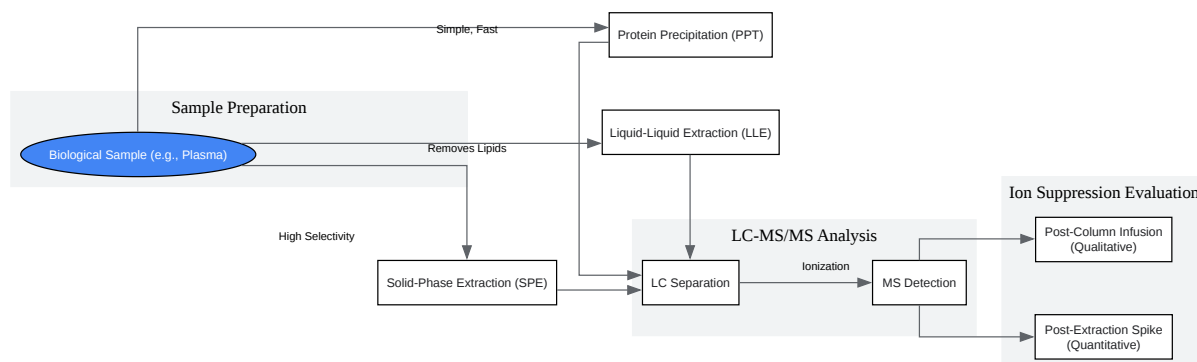 Simple, Fast
Protein Precipitation (PPT)
Sample Preparation
Biological Sample (e.g., Plasma)
Removes Lipids
Liquid-Liquid Extraction (LLE)
High Selectivity
Solid-Phase Extraction (SPE)
LC-MS/MS Analysis
LC Separation
Ionization
MS Detection
Ion Suppression Evaluation
Post-Column Infusion
(Qualitative)
Post-Extraction Spike
(Quantitative)